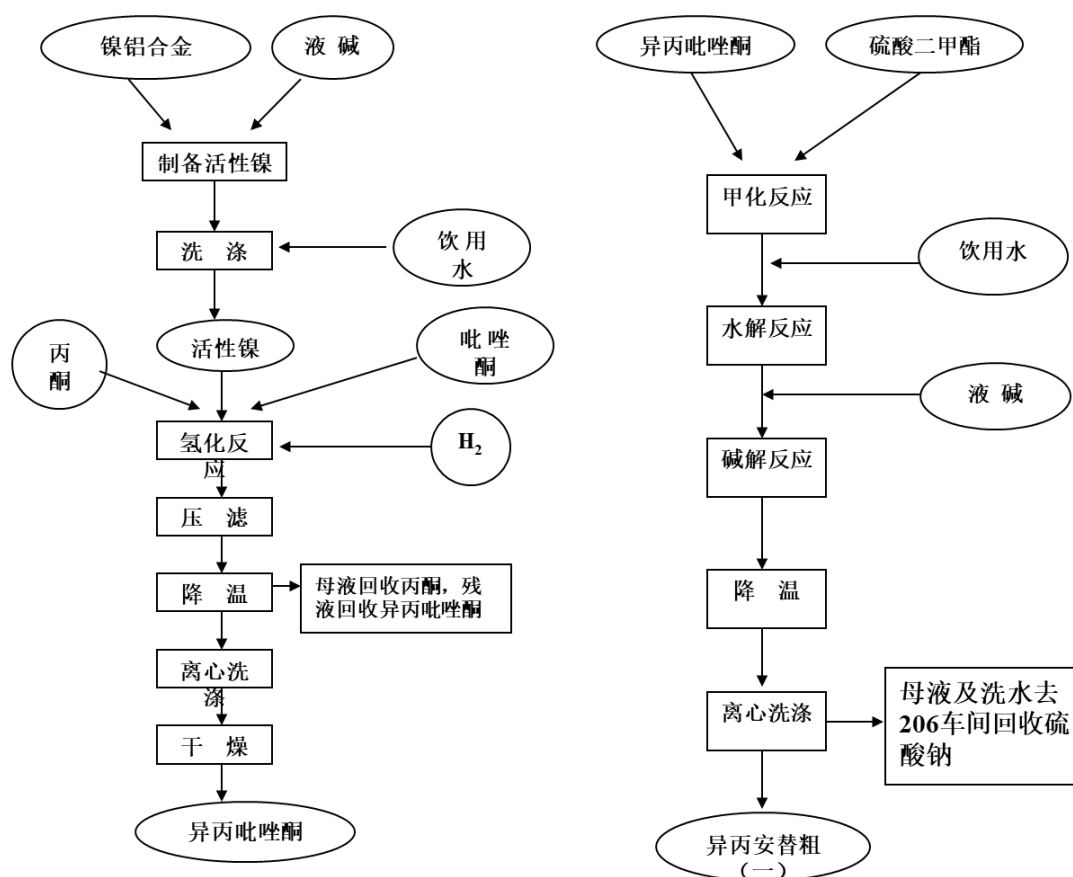 镍铝合金
液 碱
制备活性镍
洗 涤
饮 用
水
活性镍
丙
酮
吡 唑
酮
氢化反
应
H₂
压 滤
降 温
母液回收丙酮，残
液回收异丙吡唑酮
离心洗
涤
干 燥
异丙吡唑酮
异丙吡唑酮
硫酸二甲酯
甲化反应
饮用水
水解反应
液 碱
碱解反应
降 温
离心洗涤
母液及洗水去
206车间回收硫
酸钠
异丙安替粗
（一）